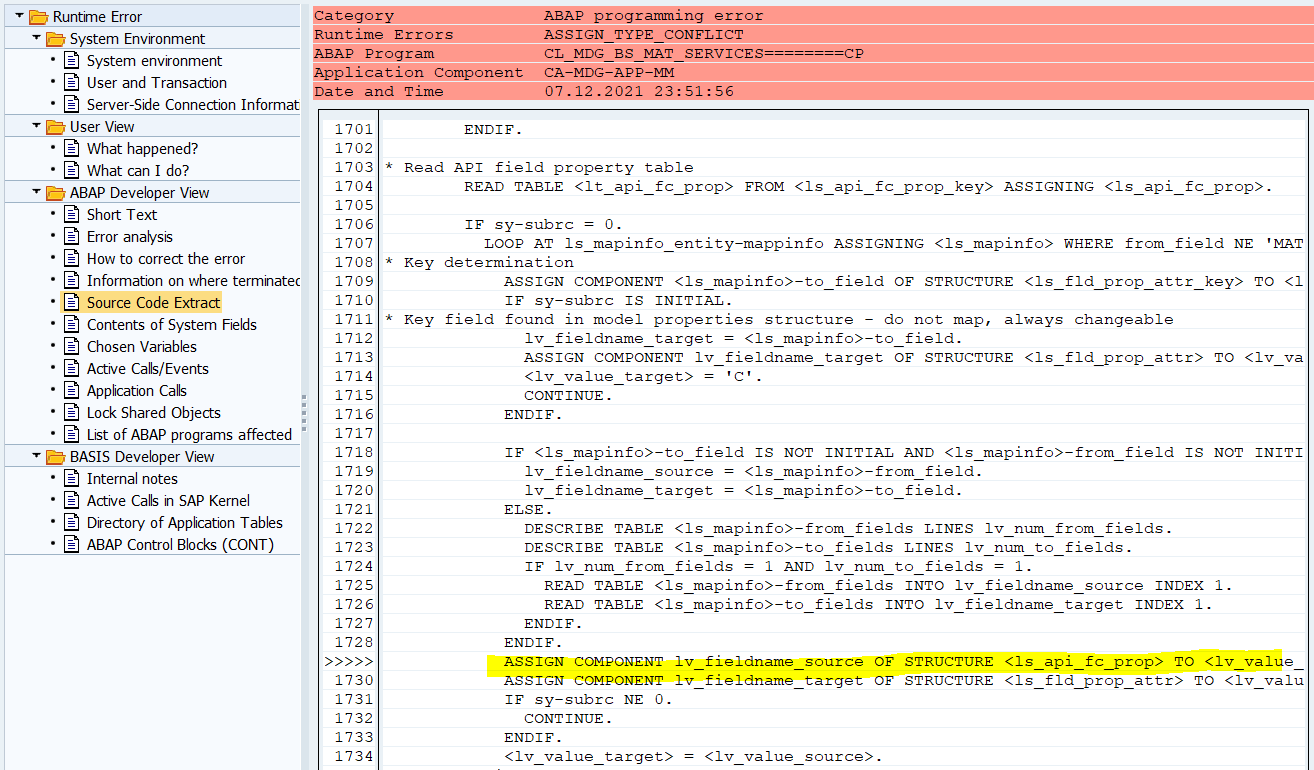 Runtime Error
System Environment
System environment
User and Transaction
Server-Side Connection Informat
User View
What happened?
What can I do?
ABAP Developer View
Short Text
Error analysis
How to correct the error
Information on where terminated
Source Code Extract
Contents of System Fields
Chosen Variables
Active Calls/Events
Application Calls
Lock Shared Objects
List of ABAP programs affected
BASIS Developer View
Internal notes
Active Calls in SAP Kernel
Directory of Application Tables
ABAP Control Blocks (CONT)
Category ABAP programming error
Runtime Errors ASSIGN_TYPE_CONFLICT
ABAP Program CL_MDG_BS_MAT_SERVICES========CP
Application Component CA-MDG-APP-MM
Date and Time 07.12.2021 23:51:56
1701 ENDIF.
1702
1703 * Read API field property table
1704 READ TABLE <lt_api_fc_prop> FROM <ls_api_fc_prop_key> ASSIGNING <ls_api_fc_prop>.
1705
1706 IF sy-subrc = 0.
1707 LOOP AT ls_mapinfo_entity-mappinfo ASSIGNING <ls_mapinfo> WHERE from_field NE 'MAT
1708 * Key determination
1709 ASSIGN COMPONENT <ls_mapinfo>-to_field OF STRUCTURE <ls_fld_prop_attr_key> TO <l
1710 IF sy-subrc IS INITIAL.
1711 * Key field found in model properties structure - do not map, always changeable
1712 lv_fieldname_target = <ls_mapinfo>-to_field.
1713 ASSIGN COMPONENT lv_fieldname_target OF STRUCTURE <ls_fld_prop_attr> TO <lv_va
1714 <lv_value_target> = 'C'.
1715 CONTINUE.
1716 ENDIF.
1717
1718 IF <ls_mapinfo>-to_field IS NOT INITIAL AND <ls_mapinfo>-from_field IS NOT INITI
1719 lv_fieldname_source = <ls_mapinfo>-from_field.
1720 lv_fieldname_target = <ls_mapinfo>-to_field.
1721 ELSE.
1722 DESCRIBE TABLE <ls_mapinfo>-from_fields LINES lv_num_from_fields.
1723 DESCRIBE TABLE <ls_mapinfo>-to_fields LINES lv_num_to_fields.
1724 IF lv_num_from_fields = 1 AND lv_num_to_fields = 1.
1725 READ TABLE <ls_mapinfo>-from_fields INTO lv_fieldname_source INDEX 1.
1726 READ TABLE <ls_mapinfo>-to_fields INTO lv_fieldname_target INDEX 1.
1727 ENDIF.
1728 ENDIF.
>>>>> ASSIGN COMPONENT lv_fieldname_source OF STRUCTURE <ls_api_fc_prop> TO <lv_value_
1730 ASSIGN COMPONENT lv_fieldname_target OF STRUCTURE <ls_fld_prop_attr> TO <lv_valu
1731 IF sy-subrc NE 0.
1732 CONTINUE.
1733 ENDIF.
1734 <lv_value_target> = <lv_value_source>.